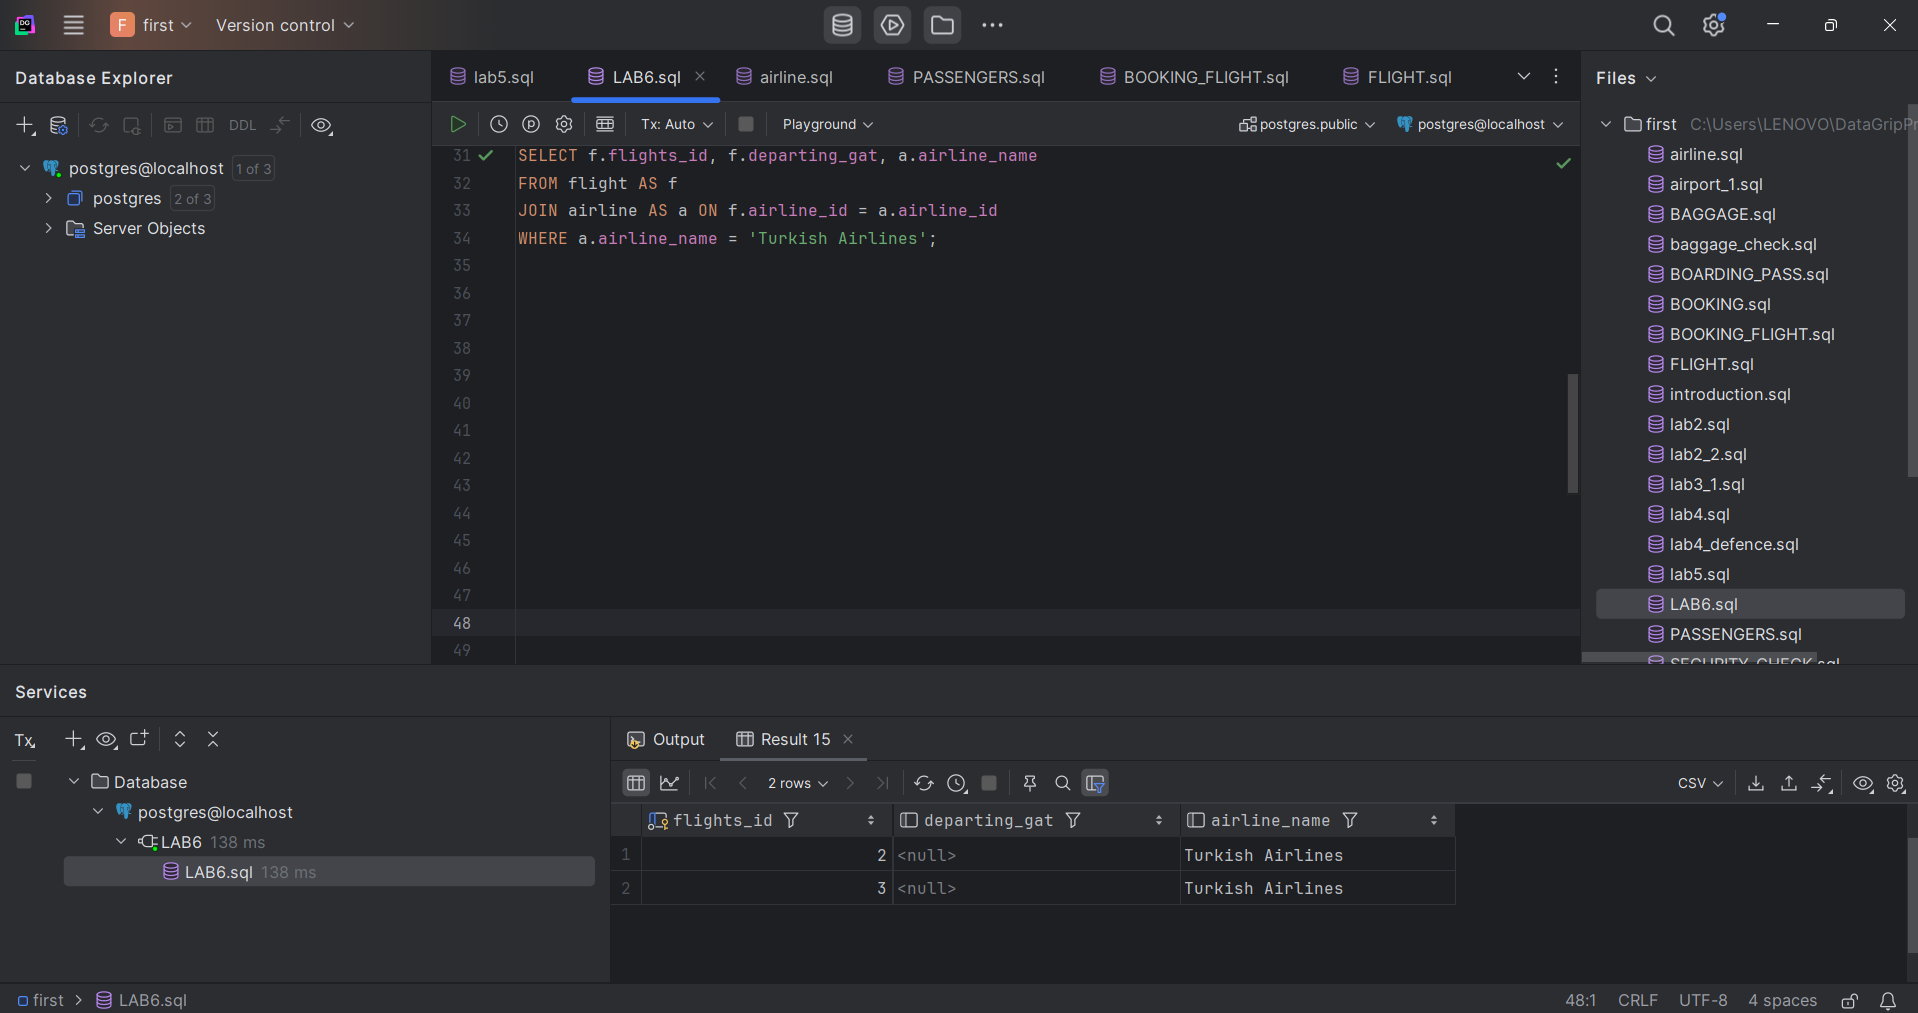 F first Version control
Database Explorer
DDL
postgres@localhost 1 of 3
postgres 2 of 3
Server Objects
lab5.sql LAB6.sql airline.sql PASSENGERS.sql BOOKING_FLIGHT.sql FLIGHT.sql
Tx: Auto Playground postgres.public postgres@localhost
31 SELECT f.flights_id, f.departing_gat, a.airline_name
32 FROM flight AS f
33 JOIN airline AS a ON f.airline_id = a.airline_id
34 WHERE a.airline_name = 'Turkish Airlines';
35
36
37
38
39
40
41
42
43
44
45
46
47
48
49
Files
first C:\Users\LENOVO\DataGripPr
airline.sql
airport_1.sql
BAGGAGE.sql
baggage_check.sql
BOARDING_PASS.sql
BOOKING.sql
BOOKING_FLIGHT.sql
FLIGHT.sql
introduction.sql
lab2.sql
lab2_2.sql
lab3_1.sql
lab4.sql
lab4_defence.sql
lab5.sql
LAB6.sql
PASSENGERS.sql
SECURITY_CHECK.sql
Services
Tx
Database
postgres@localhost
LAB6 138 ms
LAB6.sql 138 ms
Output Result 15
2 rows CSV
flights_id departing_gat airline_name
1 2 <null> Turkish Airlines
2 3 <null> Turkish Airlines
first > LAB6.sql
48:1 CRLF UTF-8 4 spaces